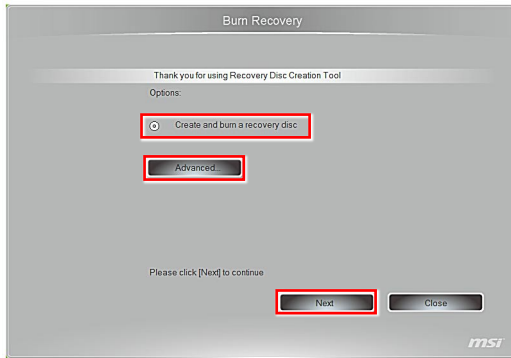 Burn Recovery
Thank you for using Recovery Disc Creation Tool
Options:
Create and burn a recovery disc
Advanced...
Please click [Next] to continue
Next Close
msi